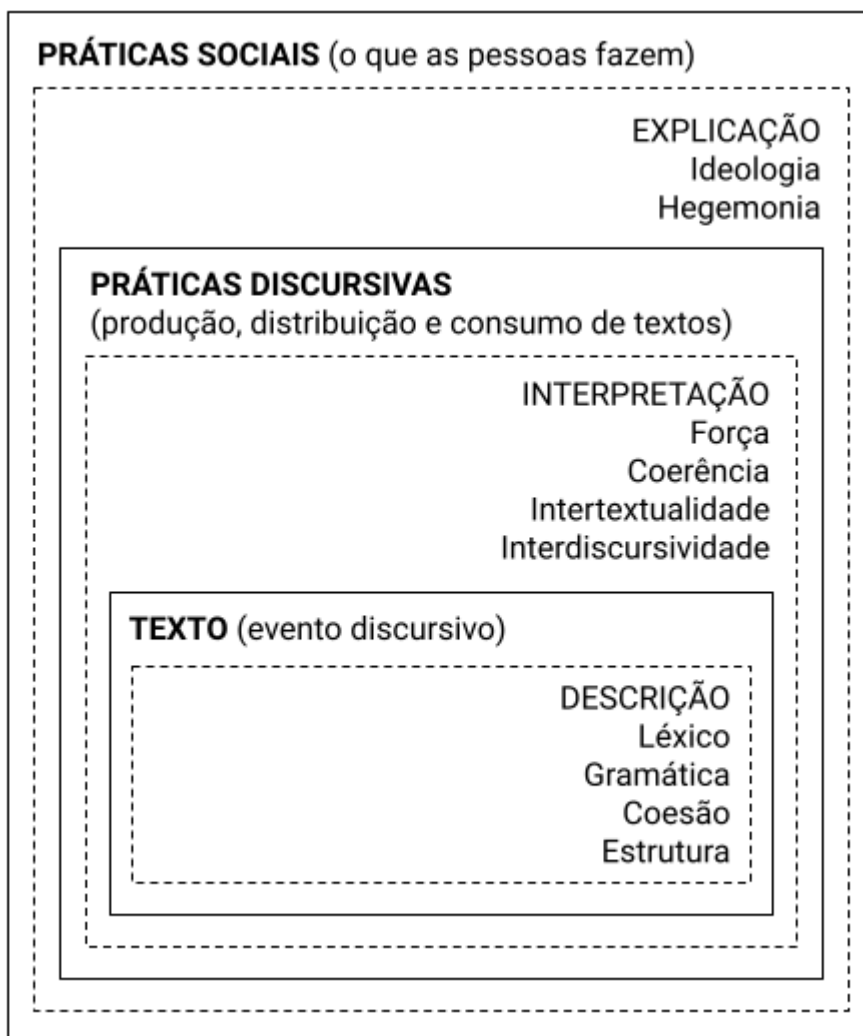 PRÁTICAS SOCIAIS (o que as pessoas fazem)
EXPLICAÇÃO
Ideologia
Hegemonia
PRÁTICAS DISCURSIVAS
(produção, distribuição e consumo de textos)
INTERPRETAÇÃO
Força
Coerência
Intertextualidade
Interdiscursividade
TEXTO (evento discursivo)
DESCRIÇÃO
Léxico
Gramática
Coesão
Estrutura